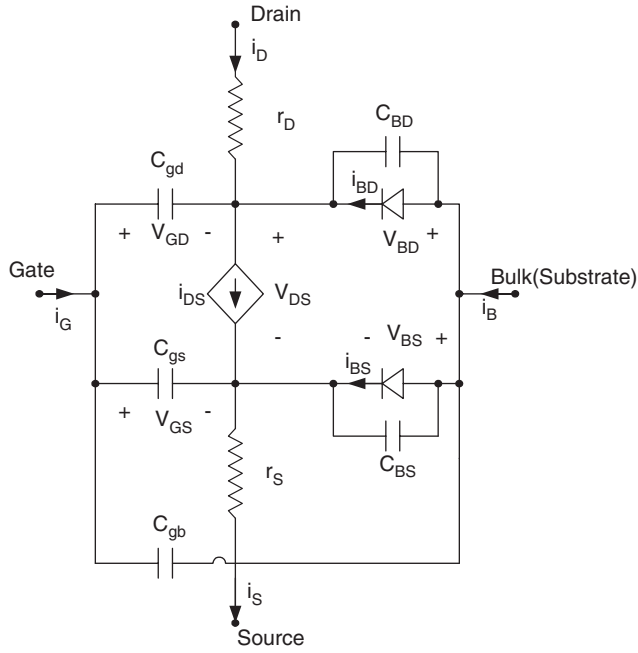 Drain
i_D
r_D
C_BD
C_gd
i_BD
+ V_GD -
+
V_BD +
Gate
i_G
i_DS
V_DS
Bulk(Substrate)
i_B
-
- V_BS +
C_gs
i_BS
+ V_GS -
r_S
C_BS
C_gb
i_S
Source